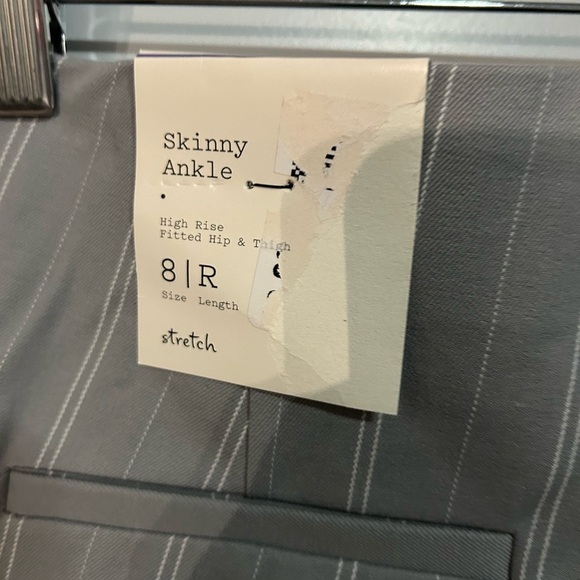 Skinny
Ankle
•
High Rise
Fitted Hip & Thigh
8|R
Size Length
stretch